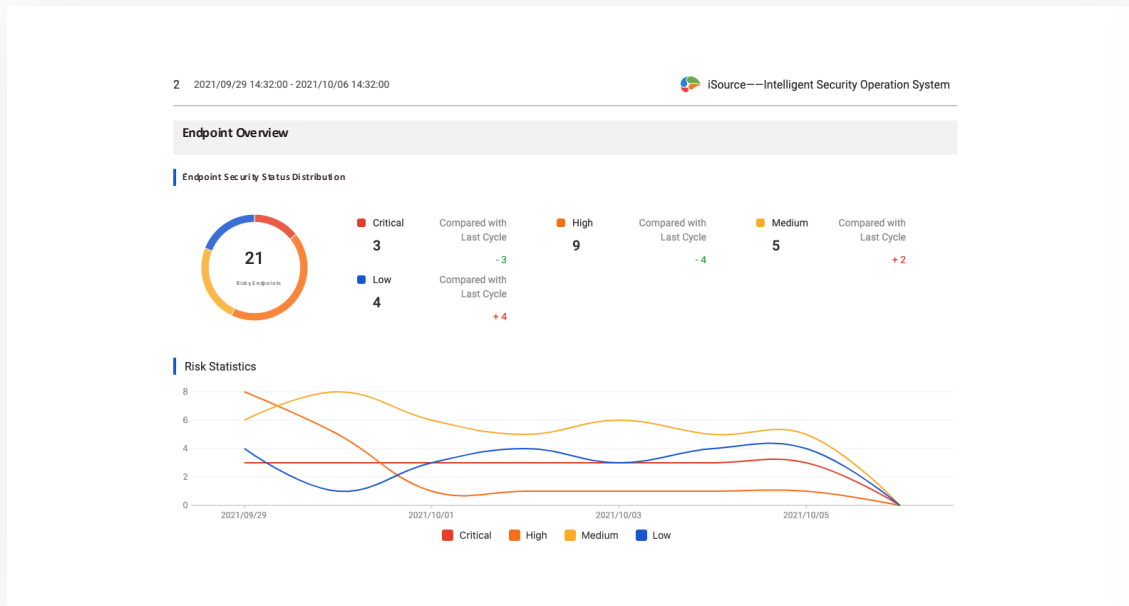 2 2021/09/29 14:32:00 - 2021/10/06 14:32:00
iSource——Intelligent Security Operation System
Endpoint Overview
Endpoint Security Status Distribution
21
Risky Endpoints
Critical
3
Compared with
Last Cycle
- 3
High
9
Compared with
Last Cycle
- 4
Medium
5
Compared with
Last Cycle
+ 2
Low
4
Compared with
Last Cycle
+ 4
Risk Statistics
8
6
4
2
0
2021/09/29 2021/10/01 2021/10/03 2021/10/05
Critical High Medium Low